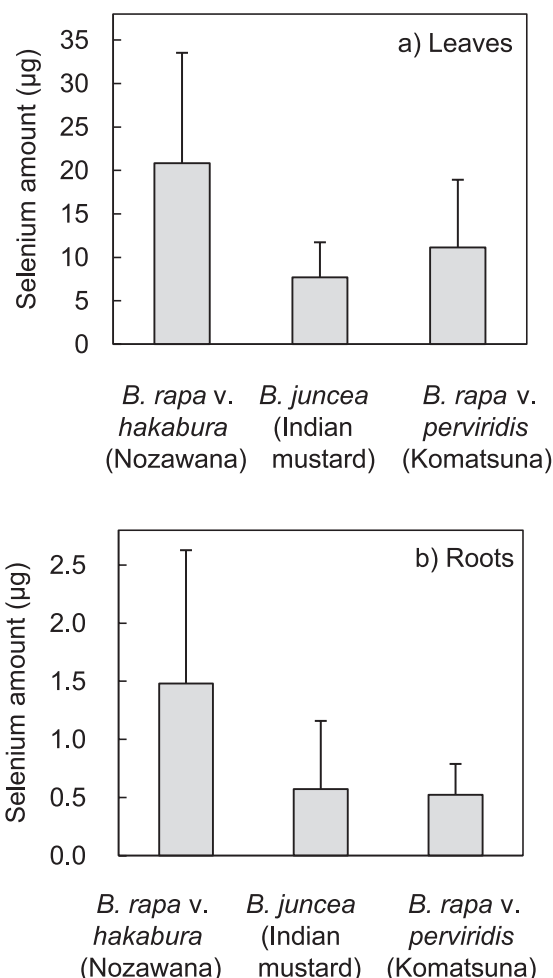 a) Leaves
Selenium amount (µg)
35
30
25
20
15
10
5
0
B. rapa v. hakabura (Nozawana)
B. juncea (Indian mustard)
B. rapa v. perviridis (Komatsuna)
b) Roots
Selenium amount (µg)
2.5
2.0
1.5
1.0
0.5
0.0
B. rapa v. hakabura (Nozawana)
B. juncea (Indian mustard)
B. rapa v. perviridis (Komatsuna)